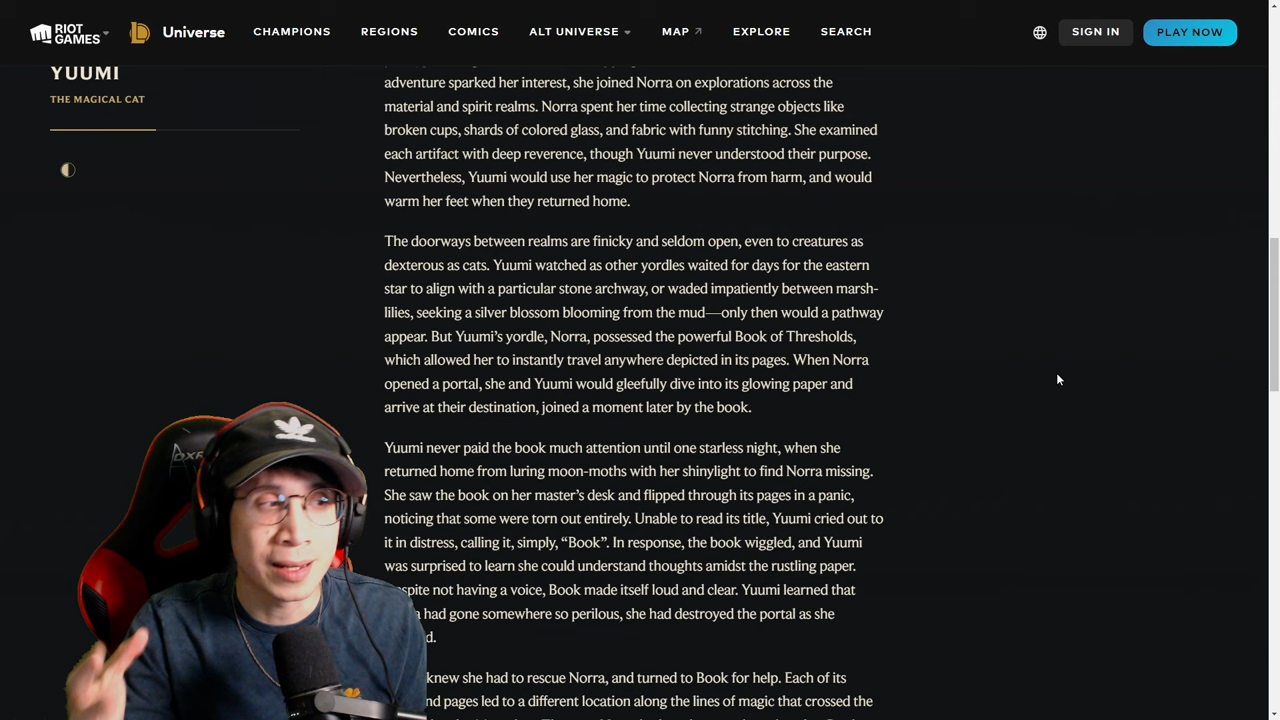 RIOT GAMES Universe CHAMPIONS REGIONS COMICS ALT UNIVERSE MAP EXPLORE SEARCH SIGN IN PLAY NOW
YUUMI
THE MAGICAL CAT
adventure sparked her interest, she joined Norra on explorations across the
material and spirit realms. Norra spent her time collecting strange objects like
broken cups, shards of colored glass, and fabric with funny stitching. She examined
each artifact with deep reverence, though Yuumi never understood their purpose.
Nevertheless, Yuumi would use her magic to protect Norra from harm, and would
warm her feet when they returned home.
The doorways between realms are finicky and seldom open, even to creatures as
dexterous as cats. Yuumi watched as other yordles waited for days for the eastern
star to align with a particular stone archway, or waded impatiently between marsh-
lilies, seeking a silver blossom blooming from the mud—only then would a pathway
appear. But Yuumi’s yordle, Norra, possessed the powerful Book of Thresholds,
which allowed her to instantly travel anywhere depicted in its pages. When Norra
opened a portal, she and Yuumi would gleefully dive into its glowing paper and
arrive at their destination, joined a moment later by the book.
Yuumi never paid the book much attention until one starless night, when she
returned home from luring moon-moths with her shinylight to find Norra missing.
She saw the book on her master’s desk and flipped through its pages in a panic,
noticing that some were torn out entirely. Unable to read its title, Yuumi cried out to
it in distress, calling it, simply, “Book”. In response, the book wiggled, and Yuumi
was surprised to learn she could understand thoughts amidst the rustling paper.
spite not having a voice, Book made itself loud and clear. Yuumi learned that
had gone somewhere so perilous, she had destroyed the portal as she
d.
knew she had to rescue Norra, and turned to Book for help. Each of its
nd pages led to a different location along the lines of magic that crossed the